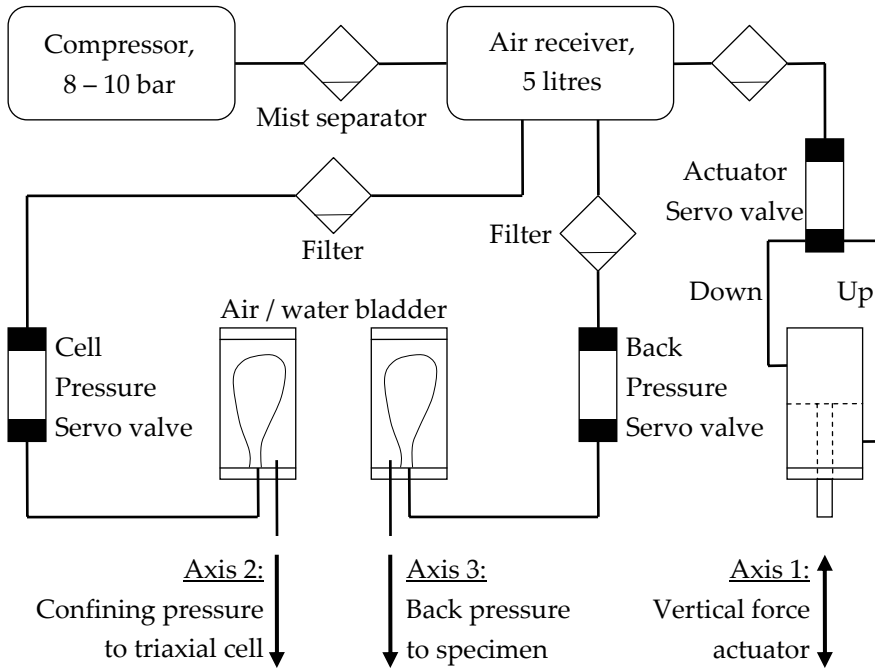 Compressor,
8 – 10 bar
Mist separator
Air receiver,
5 litres
Actuator
Servo valve
Filter
Filter
Down
Up
Air / water bladder
Cell
Pressure
Servo valve
Back
Pressure
Servo valve
Axis 2:
Confining pressure
to triaxial cell
Axis 3:
Back pressure
to specimen
Axis 1:
Vertical force
actuator